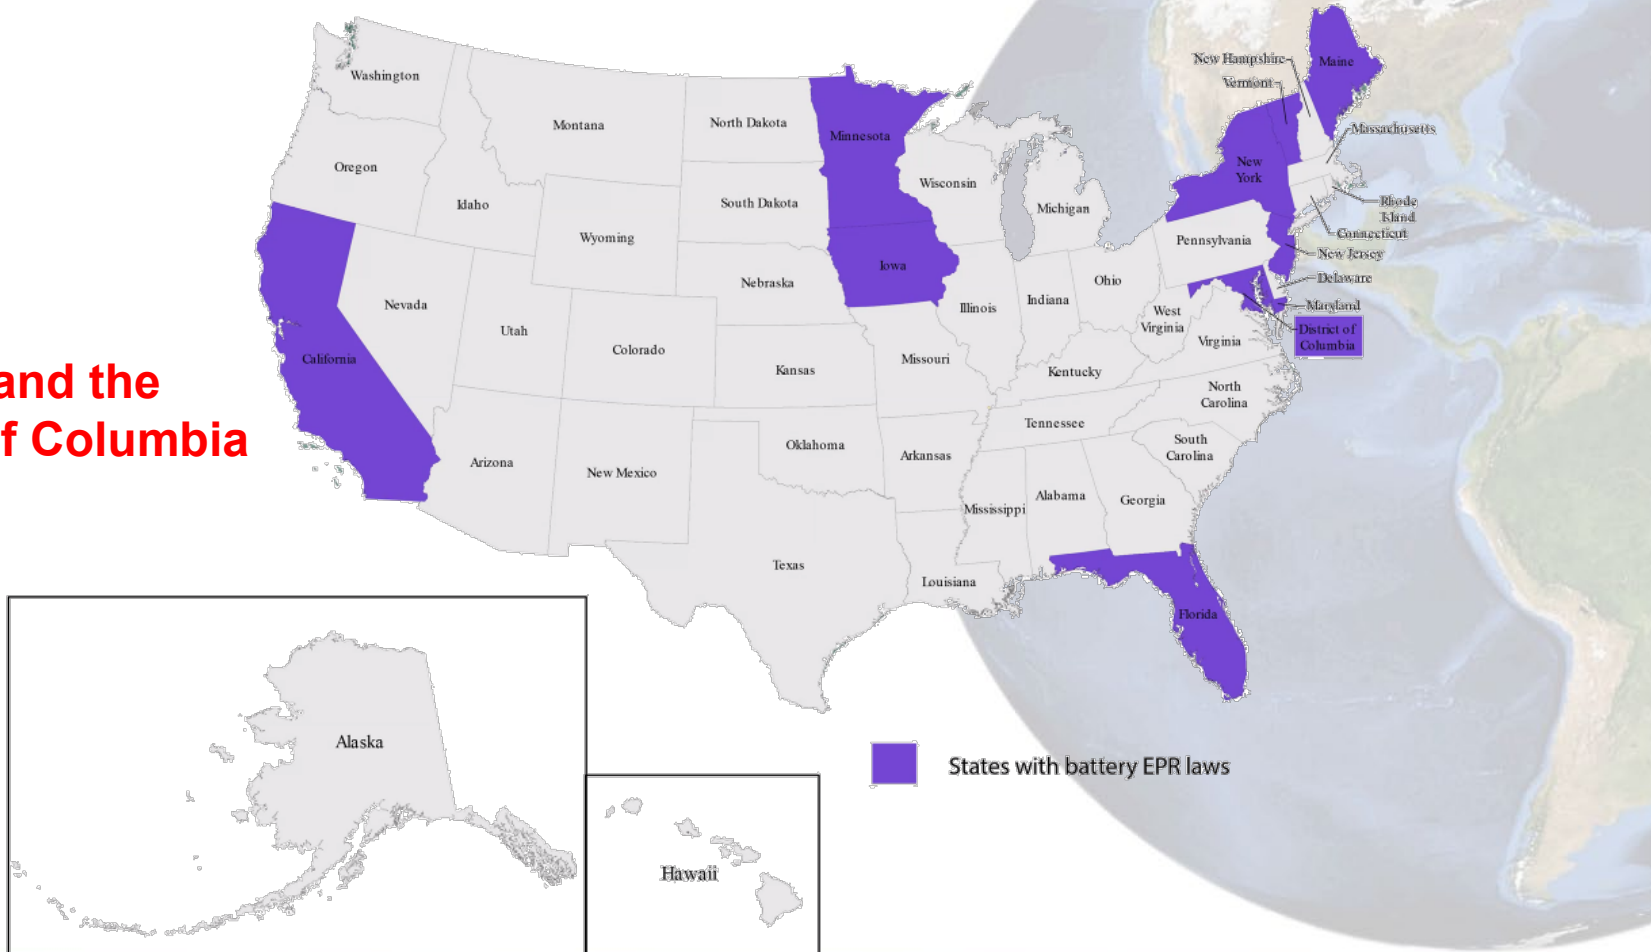 Washington
Montana
North Dakota
Minnesota
Oregon
Idaho
South Dakota
Wisconsin
Michigan
Wyoming
Iowa
Nebraska
Nevada
Utah
Colorado
California
Kansas
Missouri
Illinois
Indiana
Ohio
Kentucky
West
Virginia
Virginia
Pennsylvania
New
York
New Hampshire
Vermont
Maine
Massachusetts
Rhode
Island
Connecticut
New Jersey
Delaware
Maryland
District of
Columbia
North
Carolina
Tennessee
South
Carolina
Arizona
New Mexico
Oklahoma
Arkansas
Mississippi
Alabama
Georgia
Texas
Louisiana
Florida
and the
f Columbia
Alaska
Hawaii
States with battery EPR laws